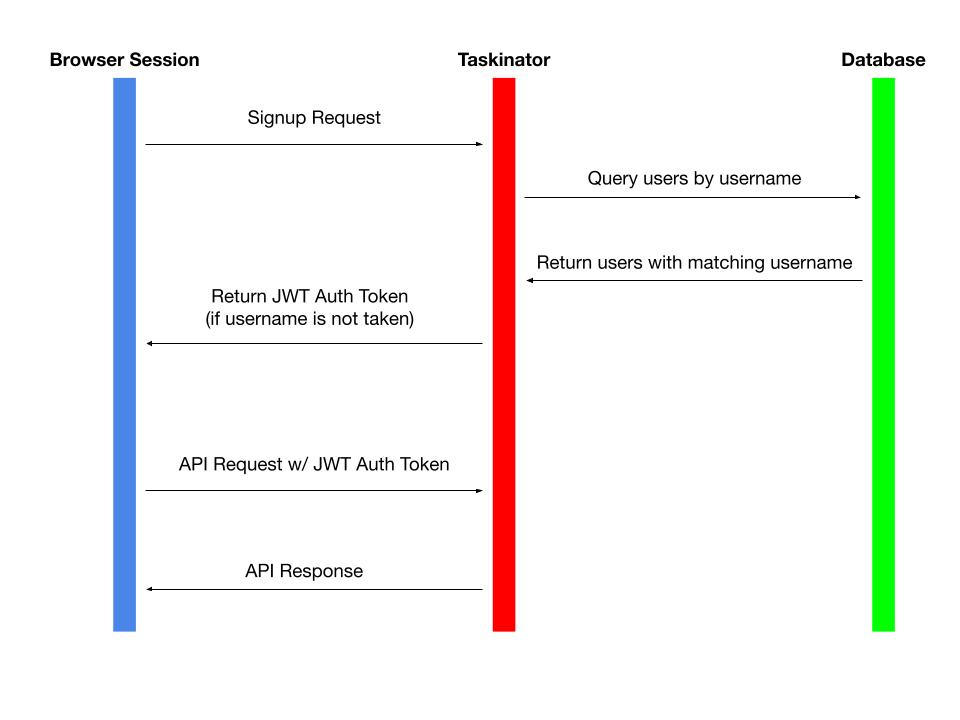 Browser Session
Taskinator
Database
Signup Request
Query users by username
Return users with matching username
Return JWT Auth Token
(if username is not taken)
API Request w/ JWT Auth Token
API Response